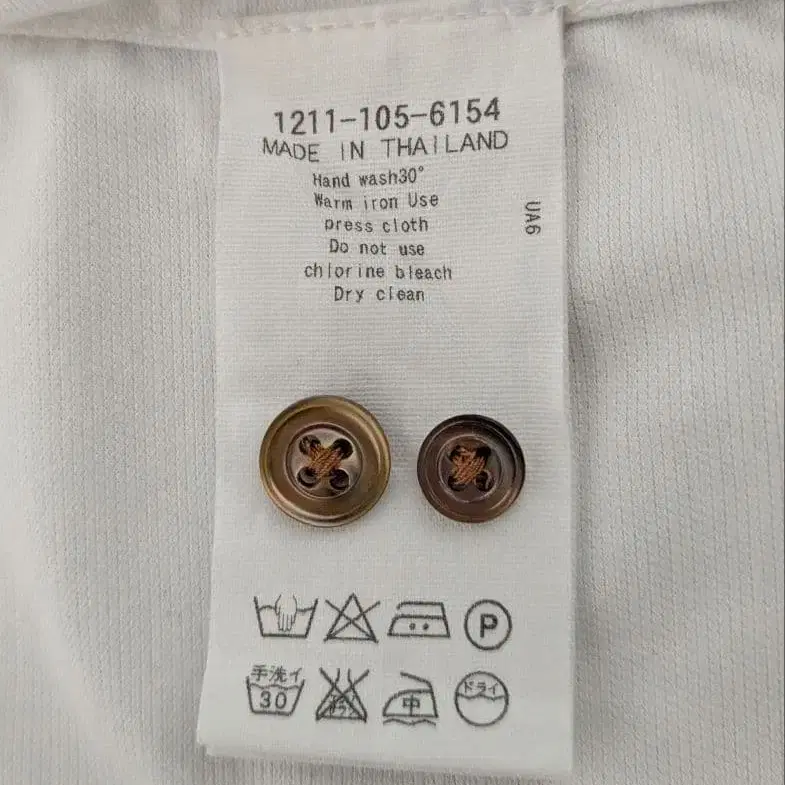 1211-105-6154
MADE IN THAILAND
Hand wash30°
Warm iron Use
press cloth
Do not use
chlorine bleach
Dry clean
UA6
P
手洗イ
30
中
ドライ